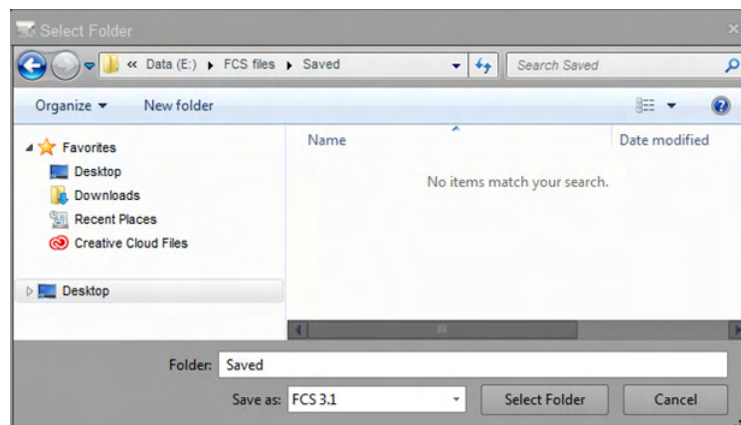 Select Folder
« Data (E:) FCS files Saved Search Saved
Organize New folder
Name Date modified
Favorites
Desktop
Downloads
Recent Places
Creative Cloud Files
Desktop
No items match your search.
Folder: Saved
Save as: FCS 3.1 Select Folder Cancel